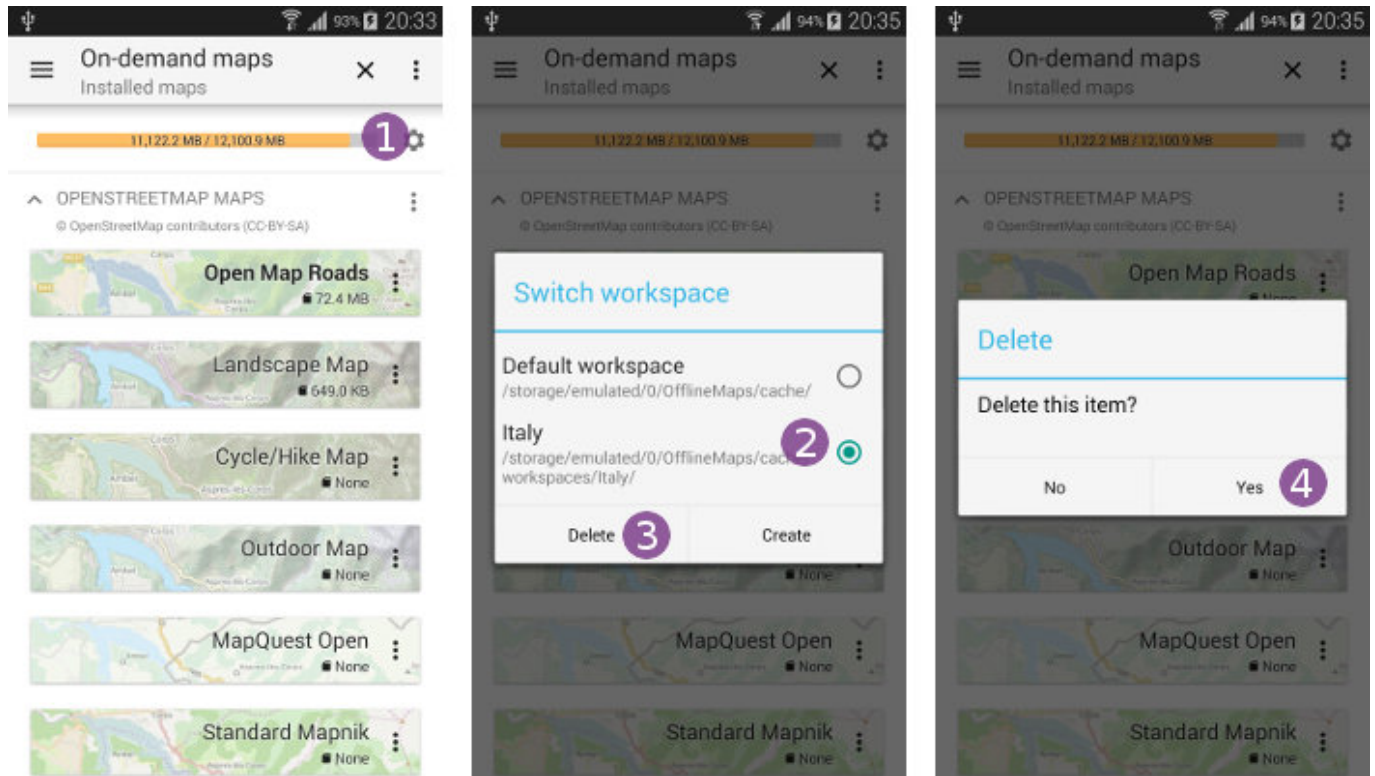 93% 20:33
On-demand maps
Installed maps
11,122.2 MB / 12,100.9 MB
1
OPENSTREETMAP MAPS
© OpenStreetMap contributors (CC-BY-SA)
Open Map Roads
72.4 MB
Landscape Map
649.0 KB
Cycle/Hike Map
None
Outdoor Map
None
MapQuest Open
None
Standard Mapnik
None
94% 20:35
On-demand maps
Installed maps
11,122.2 MB / 12,100.9 MB
OPENSTREETMAP MAPS
© OpenStreetMap contributors (CC-BY-SA)
Switch workspace
Default workspace
/storage/emulated/0/OfflineMaps/cache/
Italy
2
/storage/emulated/0/OfflineMaps/cac
workspaces/Italy/
Delete 3 Create
None
MapQuest Open
None
Standard Mapnik
None
94% 20:35
On-demand maps
Installed maps
11,122.2 MB / 12,100.9 MB
OPENSTREETMAP MAPS
© OpenStreetMap contributors (CC-BY-SA)
Open Map Roads
None
Delete
Delete this item?
No Yes 4
Outdoor Map
None
MapQuest Open
None
Standard Mapnik
None